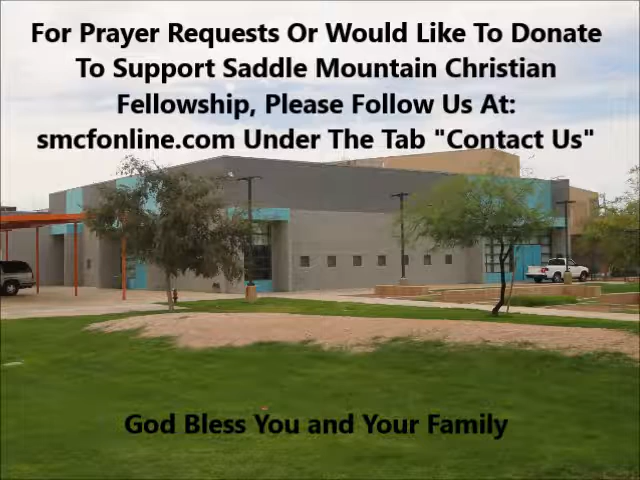 For Prayer Requests Or Would Like To Donate
To Support Saddle Mountain Christian
Fellowship, Please Follow Us At:
smcfonline.com Under The Tab "Contact Us"
God Bless You and Your Family